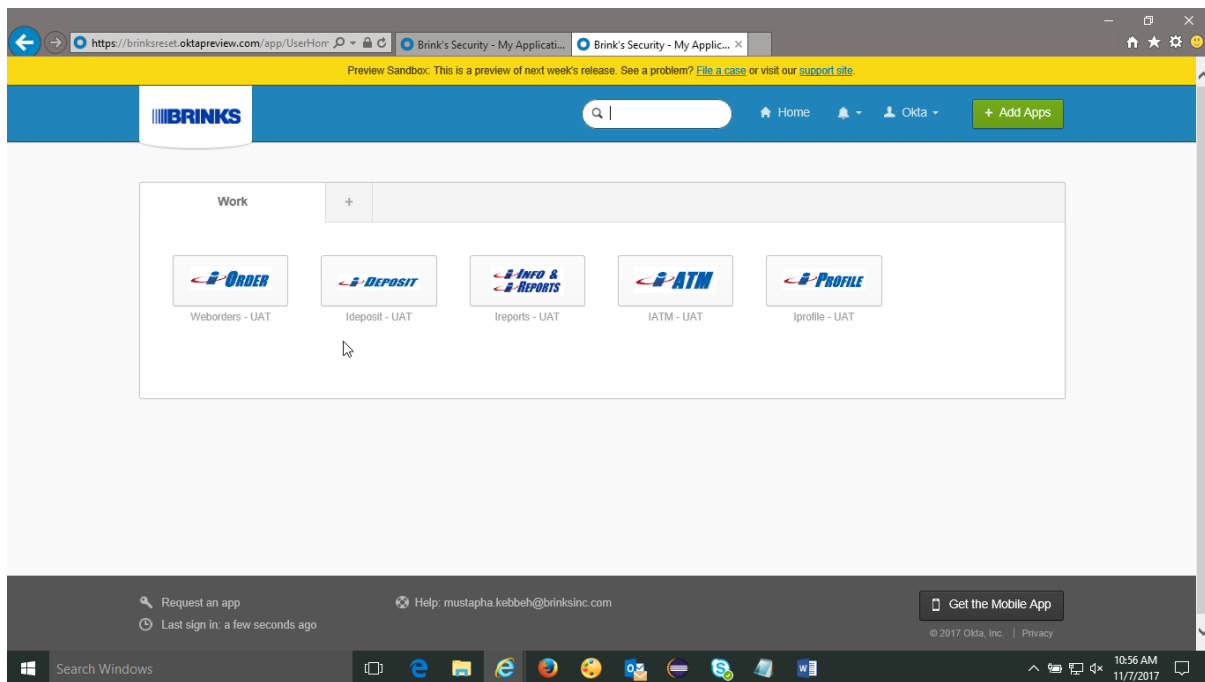 https://brinksreset.oktapreview.com/app/UserHom
Brink's Security - My Applicati...
Brink's Security - My Applic...
Preview Sandbox: This is a preview of next week's release. See a problem? File a case or visit our support site.
BRINKS
Home
Okta
+ Add Apps
Work
+
i-Order
i-Deposit
i-Info &
i-Reports
i-ATM
i-Profile
Weborders - UAT
Ideposit - UAT
Ireports - UAT
IATM - UAT
Iprofile - UAT
Request an app
Help: mustapha.kebbeh@brinksinc.com
Get the Mobile App
Last sign in: a few seconds ago
© 2017 Okta, Inc. | Privacy
Search Windows
10:56 AM
11/7/2017